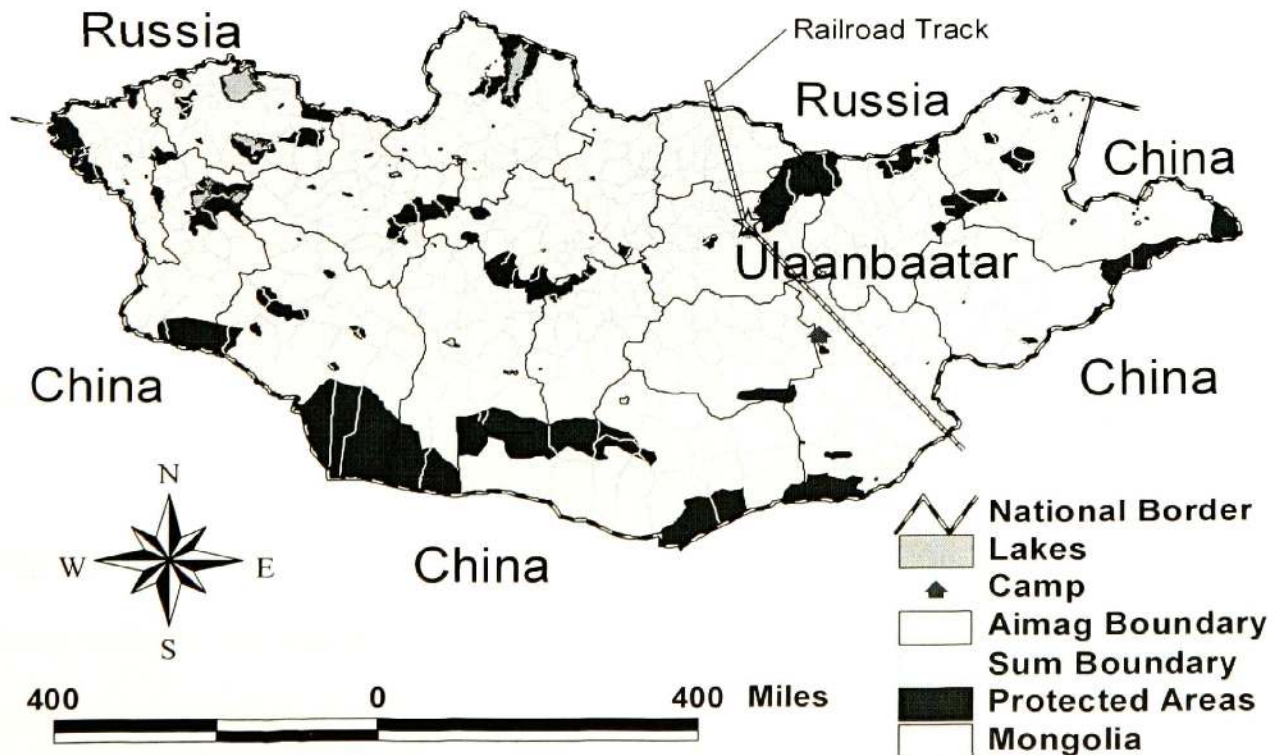 Russia
Railroad Track
Russia
China
Ulaanbaatar
China
China
China
N
W E
S
National Border
Lakes
Camp
Aimag Boundary
Sum Boundary
Protected Areas
Mongolia
400 0 400 Miles